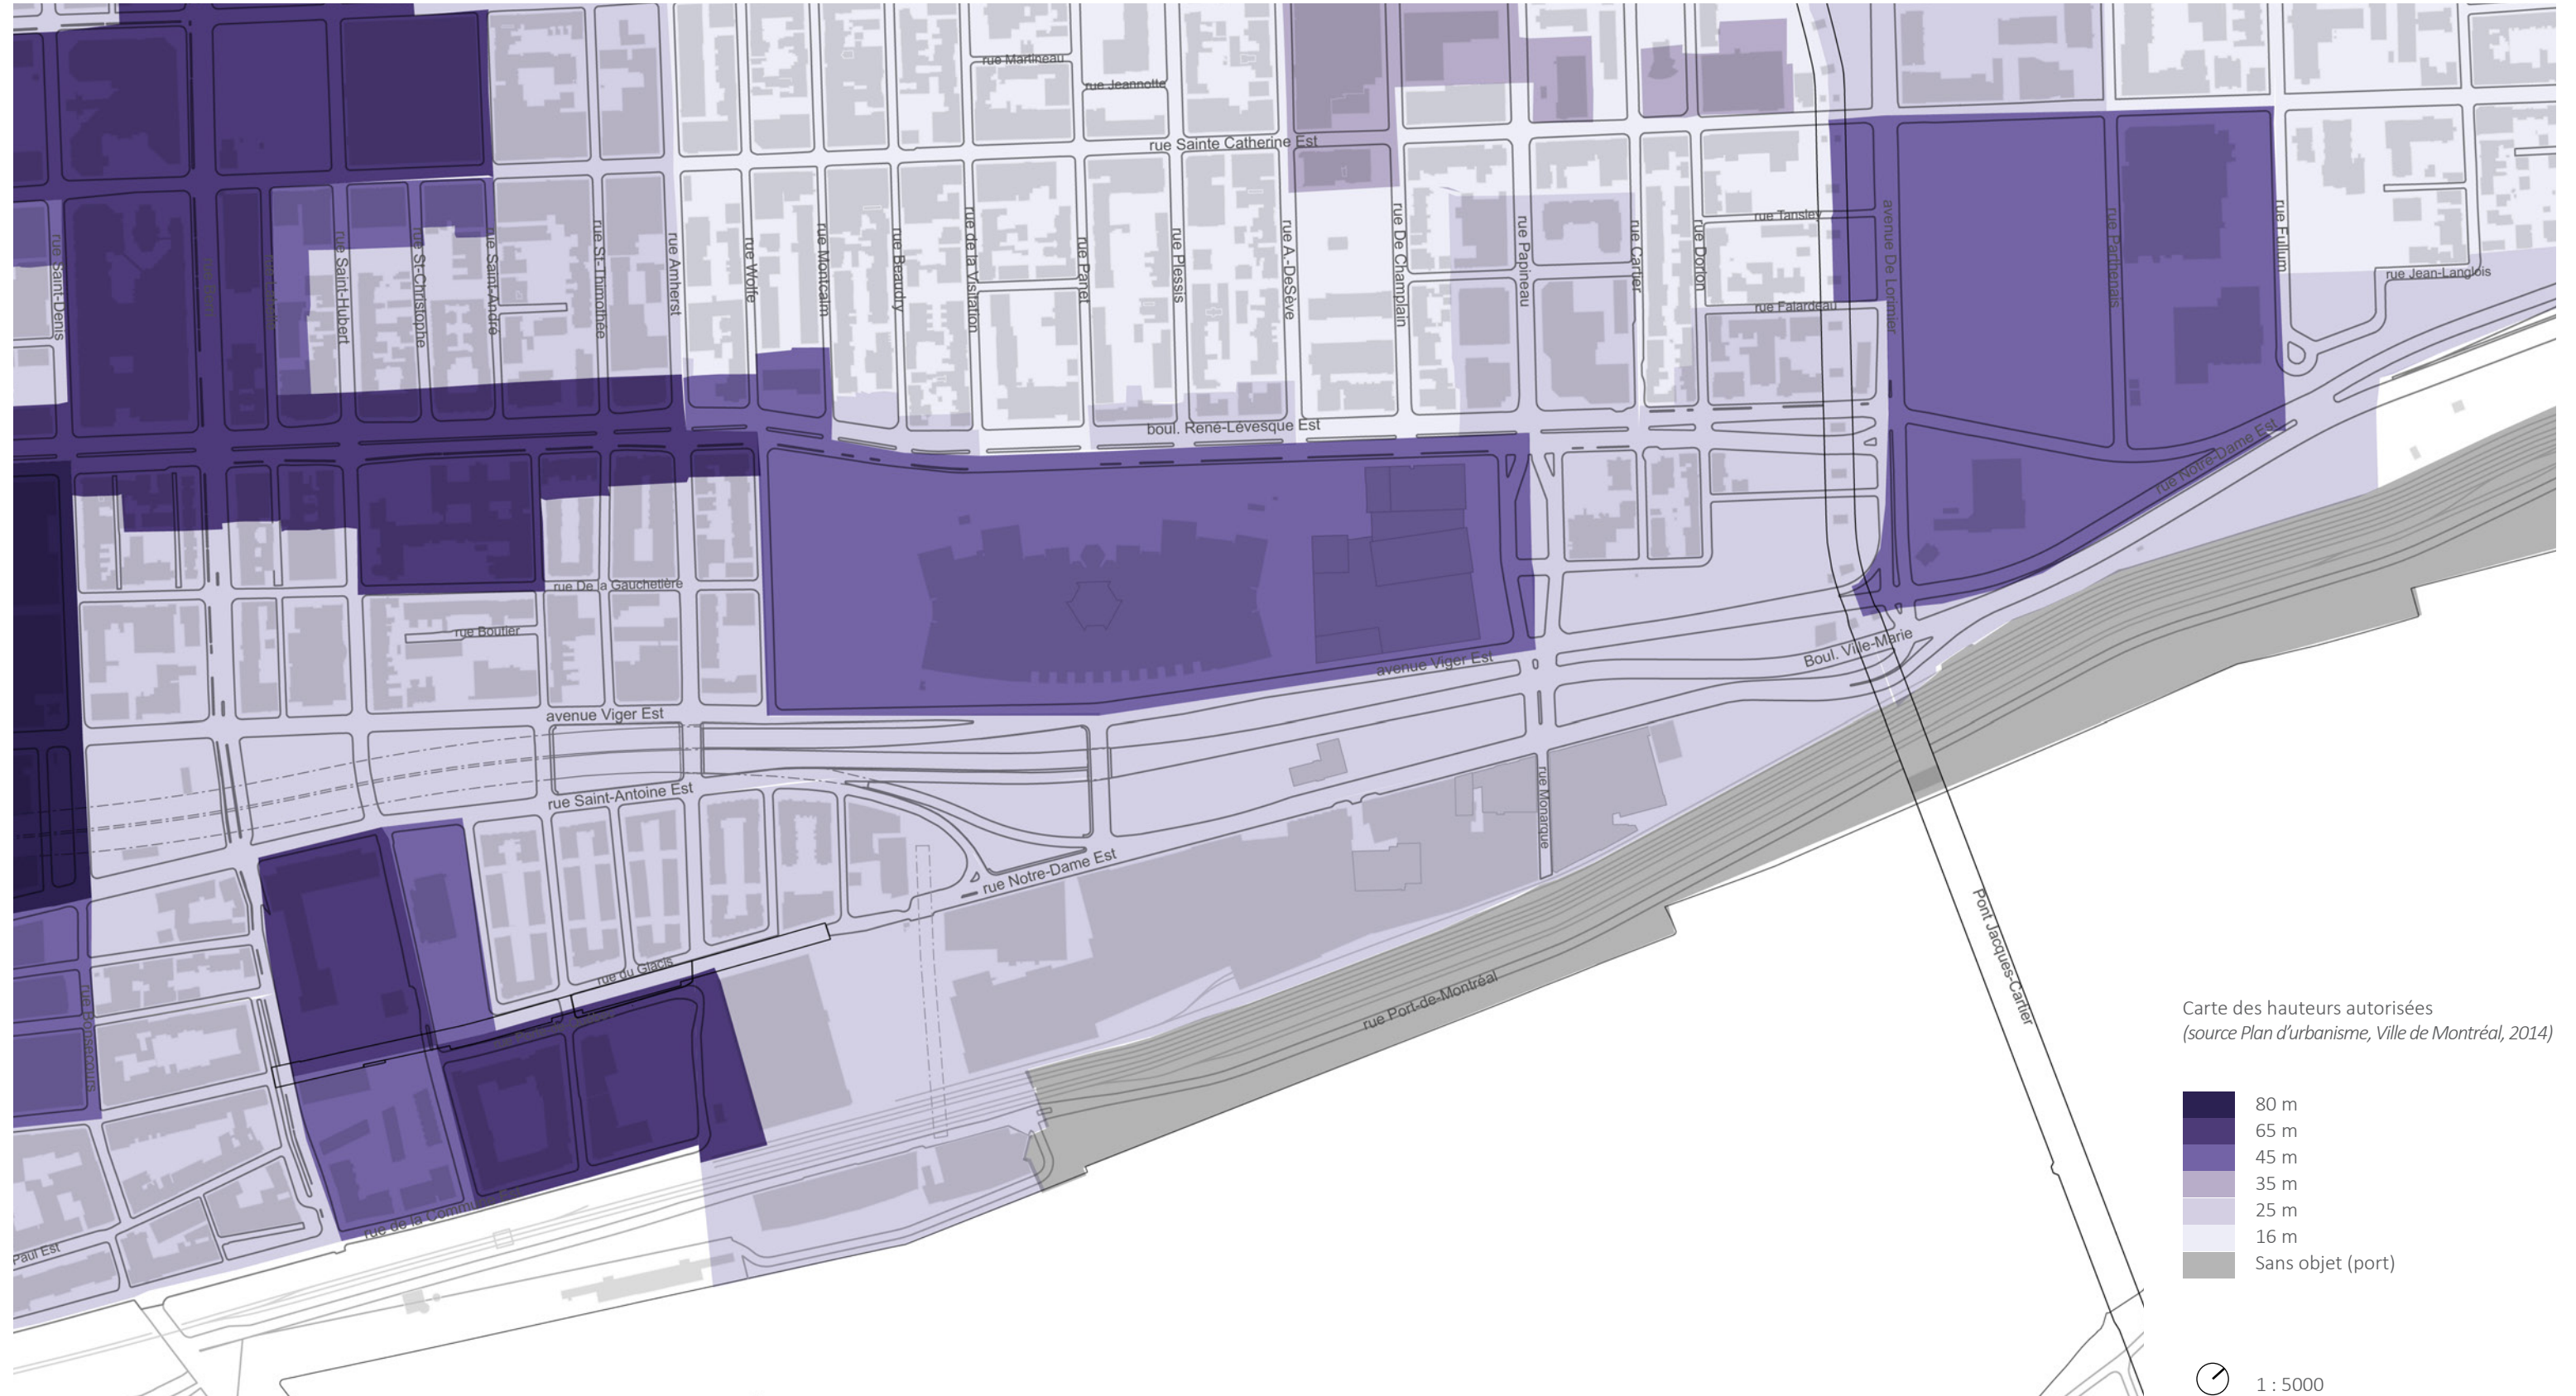 rue Martineau
rue Jeannotte
rue Sainte Catherine Est
rue Saint-Denis
rue Saint-Hubert
rue St-Christophe
rue Saint-André
rue St-Thimothée
rue Amherst
rue Wolfe
rue Montcalm
rue Beaudry
rue de la Visitation
rue Panet
rue Plessis
rue A.-DeSève
rue De Champlain
rue Papineau
rue Cartier
rue Dorion
rue Tansley
rue Falardeau
avenue De Lorimier
rue Parthenais
rue Fullum
rue Jean-Langlois
boul. René-Lévesque Est
rue Notre-Dame Est
rue De la Gauchetière
rue Boutier
avenue Viger Est
avenue Viger Est
Boul. Ville-Marie
rue Saint-Antoine Est
rue Monarque
rue Notre-Dame Est
rue du Glacis
rue Bonsecours
rue Port-de-Montréal
Pont Jacques-Cartier
rue de la Commu
Paul Est
Carte des hauteurs autorisées
(source Plan d'urbanisme, Ville de Montréal, 2014)
80 m
65 m
45 m
35 m
25 m
16 m
Sans objet (port)
1 : 5000